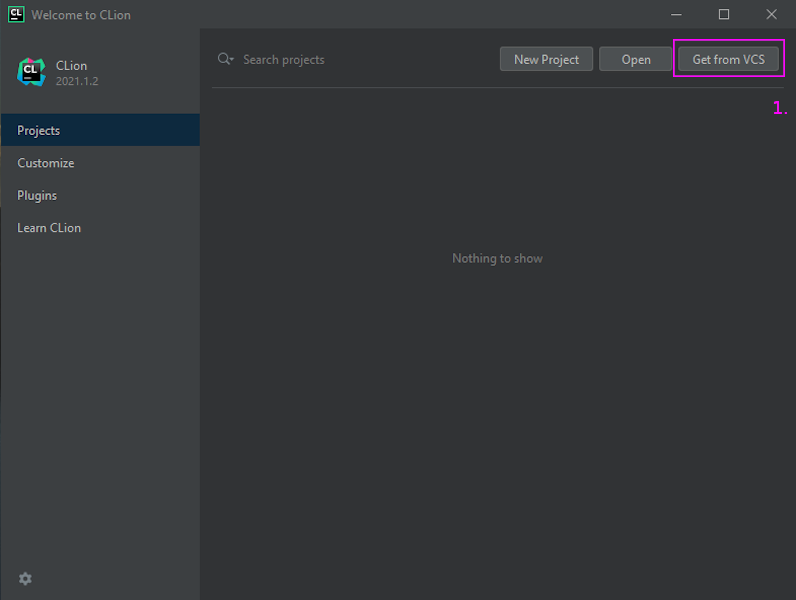 CL Welcome to CLion
CL CLion
2021.1.2
Search projects New Project Open Get from VCS
1.
Projects
Customize
Plugins
Learn CLion
Nothing to show